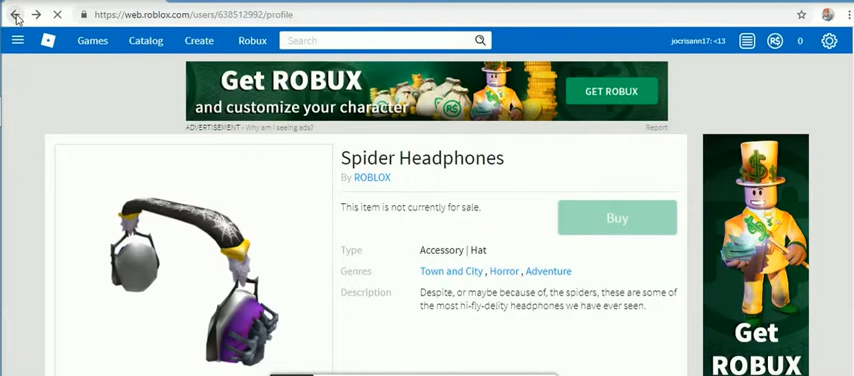 https://web.roblox.com/users/638512992/profile
Games Catalog Create Robux Search jocrisann17: <13 0
Get ROBUX
and customize your character
GET ROBUX
ADVERTISEMENT - Why am I seeing ads? Report
Spider Headphones
By ROBLOX
This item is not currently for sale.
Buy
Type Accessory | Hat
Genres Town and City , Horror , Adventure
Description Despite, or maybe because of, the spiders, these are some of
the most hi-fly-delity headphones we have ever seen.
Get
ROBUX